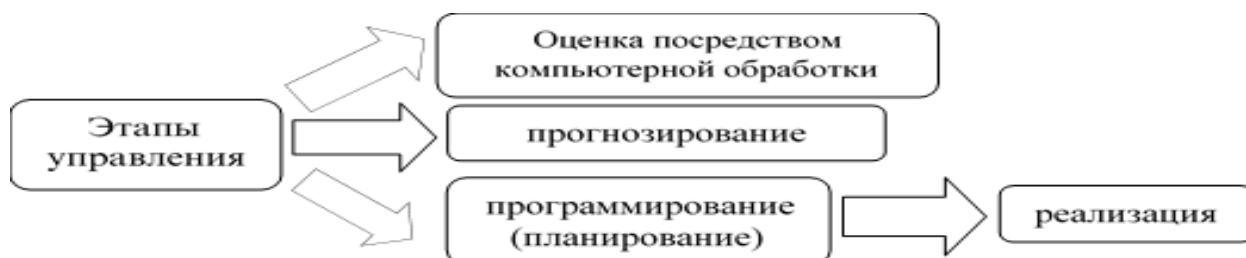 Оценка посредством
компьютерной обработки
Этапы
управления
прогнозирование
программирование
(планирование)
реализация